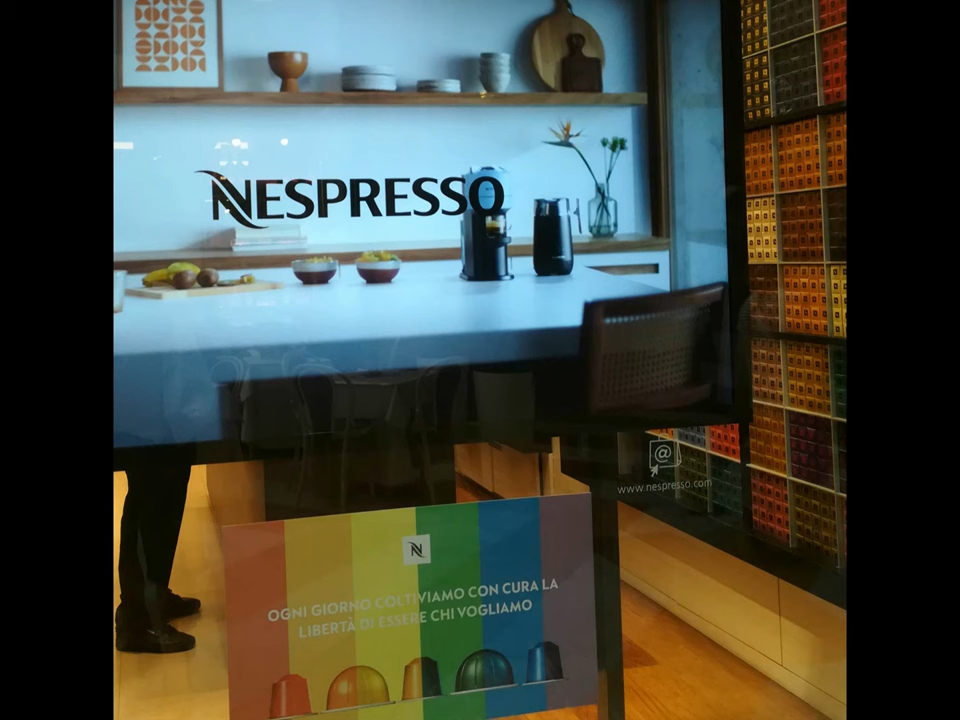 NESPRESSO
@
www.nespresso.com
N
OGNI GIORNO COLTIVIAMO CON CURA LA
LIBERTÀ DI ESSERE CHI VOGLIAMO